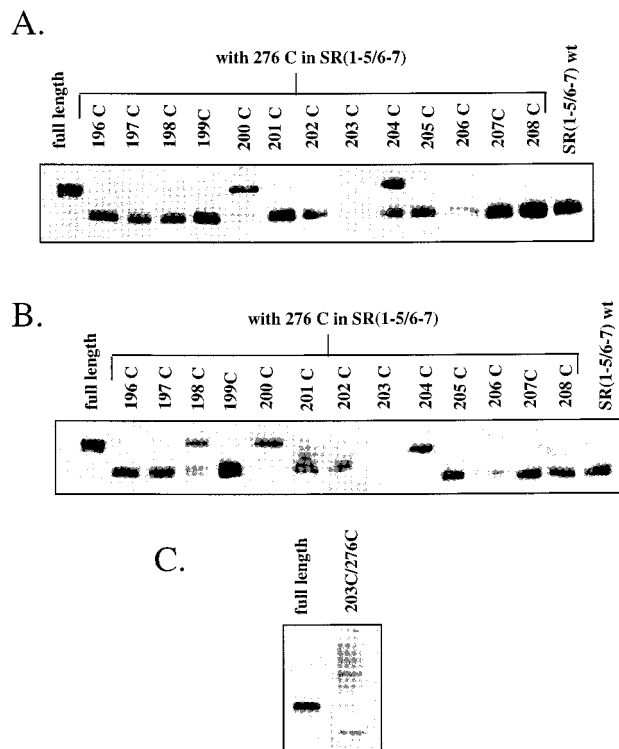 A.
with 276 C in SR(1-5/6-7)
full length
196 C
197 C
198 C
199C
200 C
201 C
202 C
203 C
204 C
205 C
206 C
207C
208 C
SR(1-5/6-7) wt
B.
with 276 C in SR(1-5/6-7)
full length
196 C
197 C
198 C
199C
200 C
201 C
202 C
203 C
204 C
205 C
206 C
207C
208 C
SR(1-5/6-7) wt
C.
full length
203C/276C